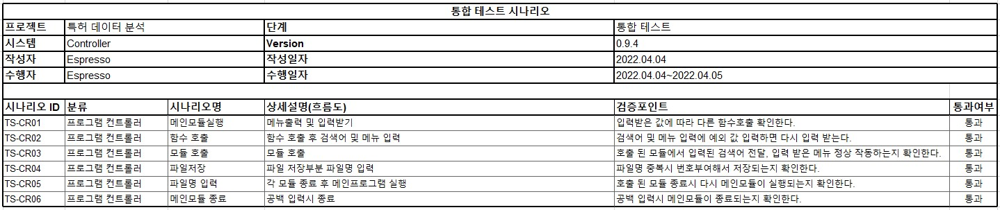 통합 테스트 시나리오
프로젝트 특허 데이터 분석 단계 통합 테스트
시스템 Controller Version 0.9.4
작성자 Espresso 작성일자 2022.04.04
수행자 Espresso 수행일자 2022.04.04~2022.04.05
시나리오 ID 분류 시나리오명 상세설명(흐름도) 검증포인트 통과여부
TS-CR01 프로그램 컨트롤러 메인모듈실행 메뉴출력 및 입력받기 입력받은 값에 따라 다른 함수호출 확인한다. 통과
TS-CR02 프로그램 컨트롤러 함수 호출 함수 호출 후 검색어 및 메뉴 입력 검색어 및 메뉴 입력에 예외 값 입력하면 다시 입력 받는다. 통과
TS-CR03 프로그램 컨트롤러 모듈 호출 모듈 호출 호출 된 모듈에서 입력된 검색어 전달, 입력 받은 메뉴 정상 작동하는지 확인한다. 통과
TS-CR04 프로그램 컨트롤러 파일저장 파일 저장부분 파일명 입력 파일명 중복시 번호부여해서 저장되는지 확인한다. 통과
TS-CR05 프로그램 컨트롤러 파일명 입력 각 모듈 종료 후 메인프로그램 실행 호출 된 모듈 종료시 다시 메인모듈이 실행되는지 확인한다. 통과
TS-CR06 프로그램 컨트롤러 메인모듈 종료 공백 입력시 종료 공백 입력시 메인모듈이 종료되는지 확인한다. 통과